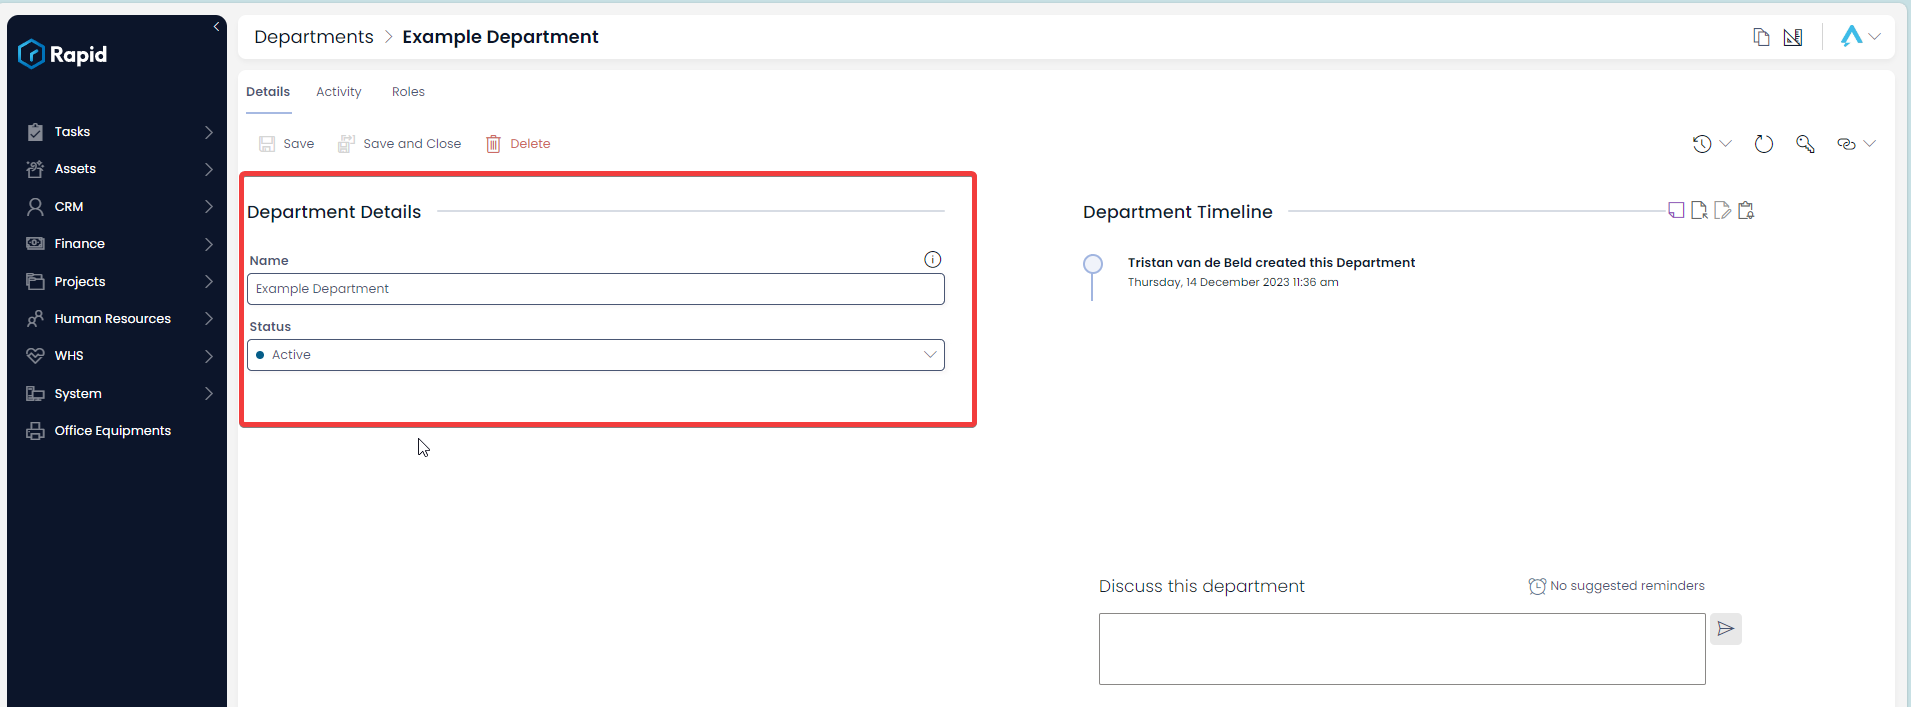 Rapid
Tasks
Assets
CRM
Finance
Projects
Human Resources
WHS
System
Office Equipments
Departments > Example Department
Details Activity Roles
Save Save and Close Delete
Department Details
Name
Example Department
Status
Active
Department Timeline
Tristan van de Beld created this Department
Thursday, 14 December 2023 11:36 am
Discuss this department
No suggested reminders